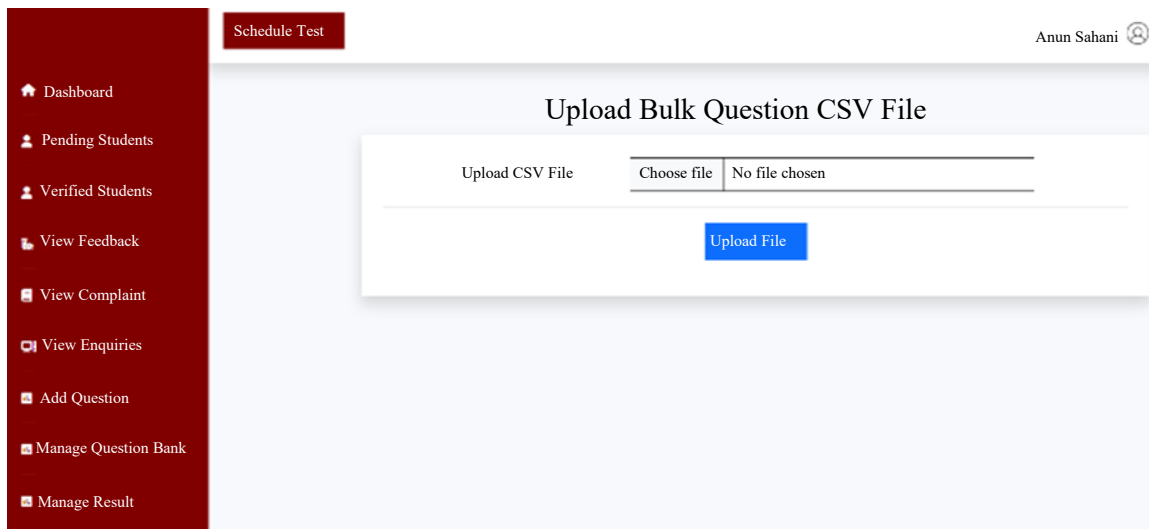 Schedule Test
Anun Sahani
Dashboard
Pending Students
Verified Students
View Feedback
View Complaint
View Enquiries
Add Question
Manage Question Bank
Manage Result
Upload Bulk Question CSV File
Upload CSV File Choose file No file chosen
Upload File